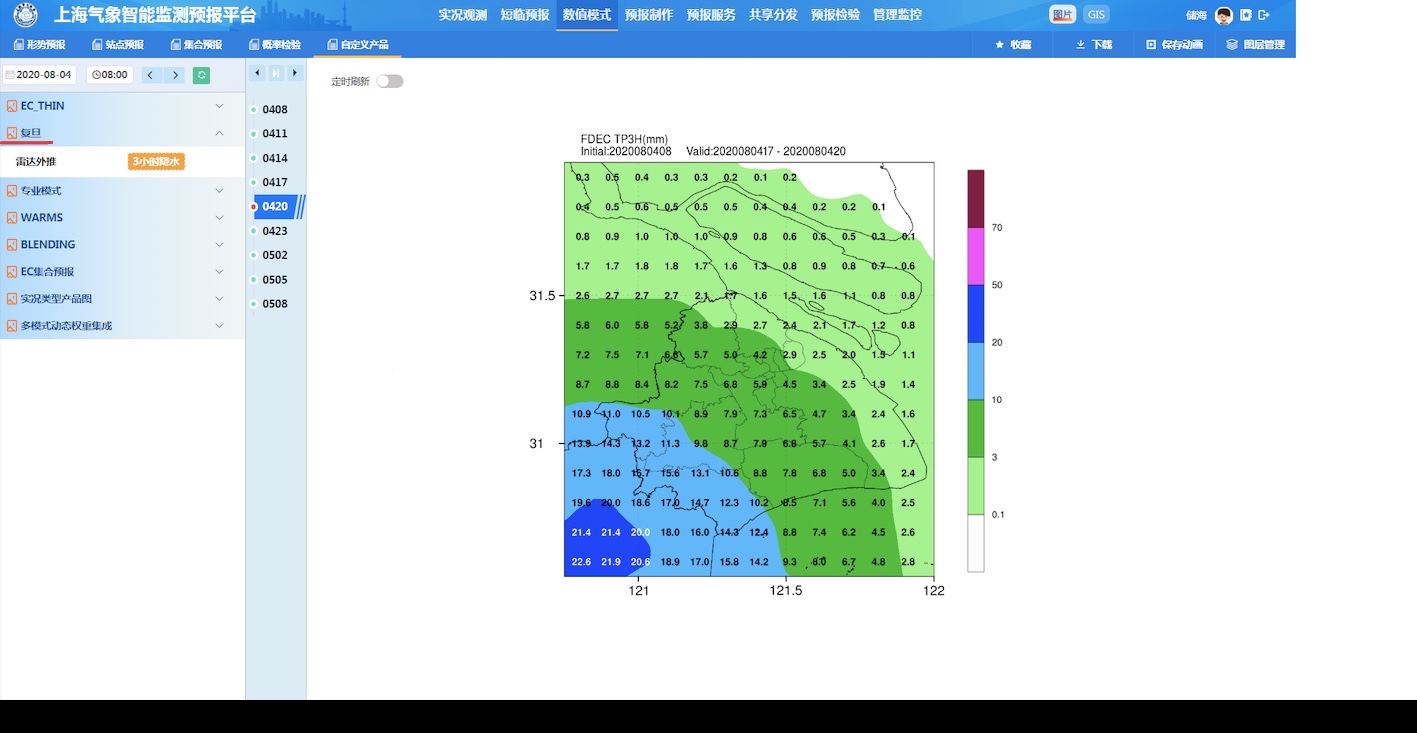 上海气象智能监测预报平台 实况观测 短临预报 数值模式 预报制作 预报服务 共享分发 预报检验 管理监控 图片 GIS 储海
形势预报 站点预报 集合预报 概率检验 自定义产品 收藏 下载 保存动画 图层管理
2020-08-04 08:00
定时刷新
EC_THIN
复旦
雷达外推 3小时降水
专业模式
WARMS
BLENDING
EC集合预报
实况类型产品图
多模式动态权重集成
0408
0411
0414
0417
0420
0423
0502
0505
0508
FDEC TP3H(mm)
Initial:2020080408 Valid:2020080417 - 2020080420
0.3 0.5 0.4 0.3 0.3 0.2 0.1 0.2
0.4 0.5 0.6 0.5 0.5 0.5 0.4 0.4 0.2 0.2 0.1
0.8 0.9 1.0 1.0 1.0 0.9 0.8 0.6 0.6 0.5 0.3 0.1
1.7 1.7 1.8 1.8 1.7 1.6 1.3 0.8 0.9 0.8 0.7 0.6
31.5 2.6 2.7 2.7 2.7 2.1 1.7 1.6 1.5 1.6 1.1 0.8 0.8
5.8 6.0 5.8 5.2 3.8 2.9 2.7 2.4 2.1 1.7 1.2 0.8
7.2 7.5 7.1 6.6 5.7 5.0 4.2 2.9 2.5 2.0 1.5 1.1
8.7 8.8 8.4 8.2 7.5 6.8 5.9 4.5 3.4 2.5 1.9 1.4
10.9 11.0 10.5 10.1 8.9 7.9 7.3 6.5 4.7 3.4 2.4 1.6
31 13.9 14.3 13.2 11.3 9.8 8.7 7.9 6.8 5.7 4.1 2.6 1.7
17.3 18.0 16.7 15.6 13.1 10.6 8.8 7.8 6.8 5.0 3.4 2.4
19.6 20.0 18.6 17.0 14.7 12.3 10.2 8.5 7.1 5.6 4.0 2.5
21.4 21.4 20.0 18.0 16.0 14.3 12.4 8.8 7.4 6.2 4.5 2.6
22.6 21.9 20.6 18.9 17.0 15.8 14.2 9.3 8.0 6.7 4.8 2.8
121 121.5 122
70
50
20
10
3
0.1